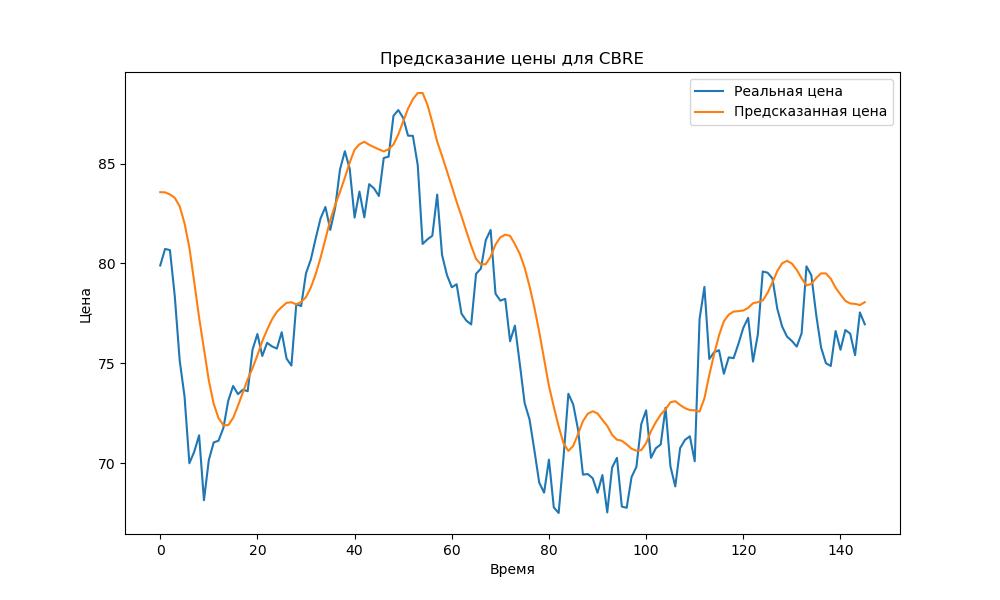 Предсказание цены для CBRE
Реальная цена
Предсказанная цена
Цена
85
80
75
70
0 20 40 60 80 100 120 140
Время